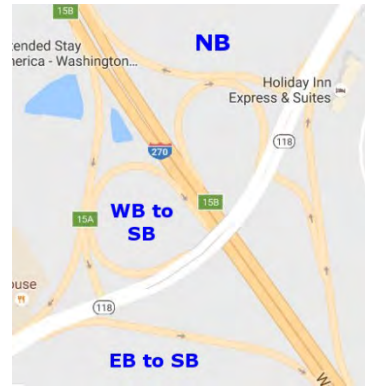 15B
NB
tended Stay
nerica - Washington...
Holiday Inn
Express & Suites
118
270
15B
WB to
SB
15A
ouse
118
EB to SB
W